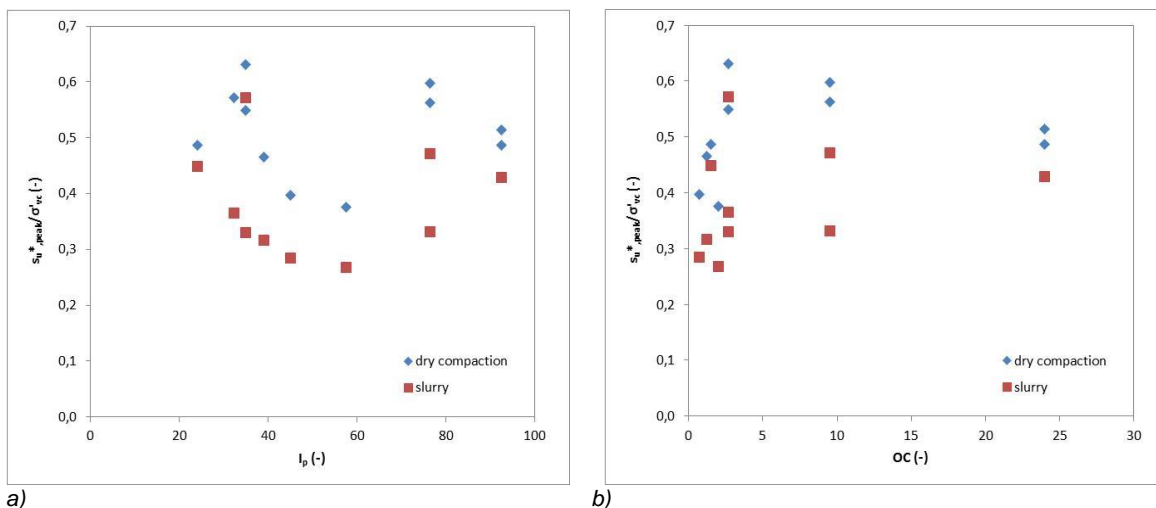 0,7
0,6
0,5
0,4
0,3
0,2
0,1
0,0
su*,peak/σ'vc (-)
0 20 40 60 80 100
Ip (-)
dry compaction
slurry
a)
0,7
0,6
0,5
0,4
0,3
0,2
0,1
0,0
su*,peak/σ'vc (-)
0 5 10 15 20 25 30
OC (-)
dry compaction
slurry
b)